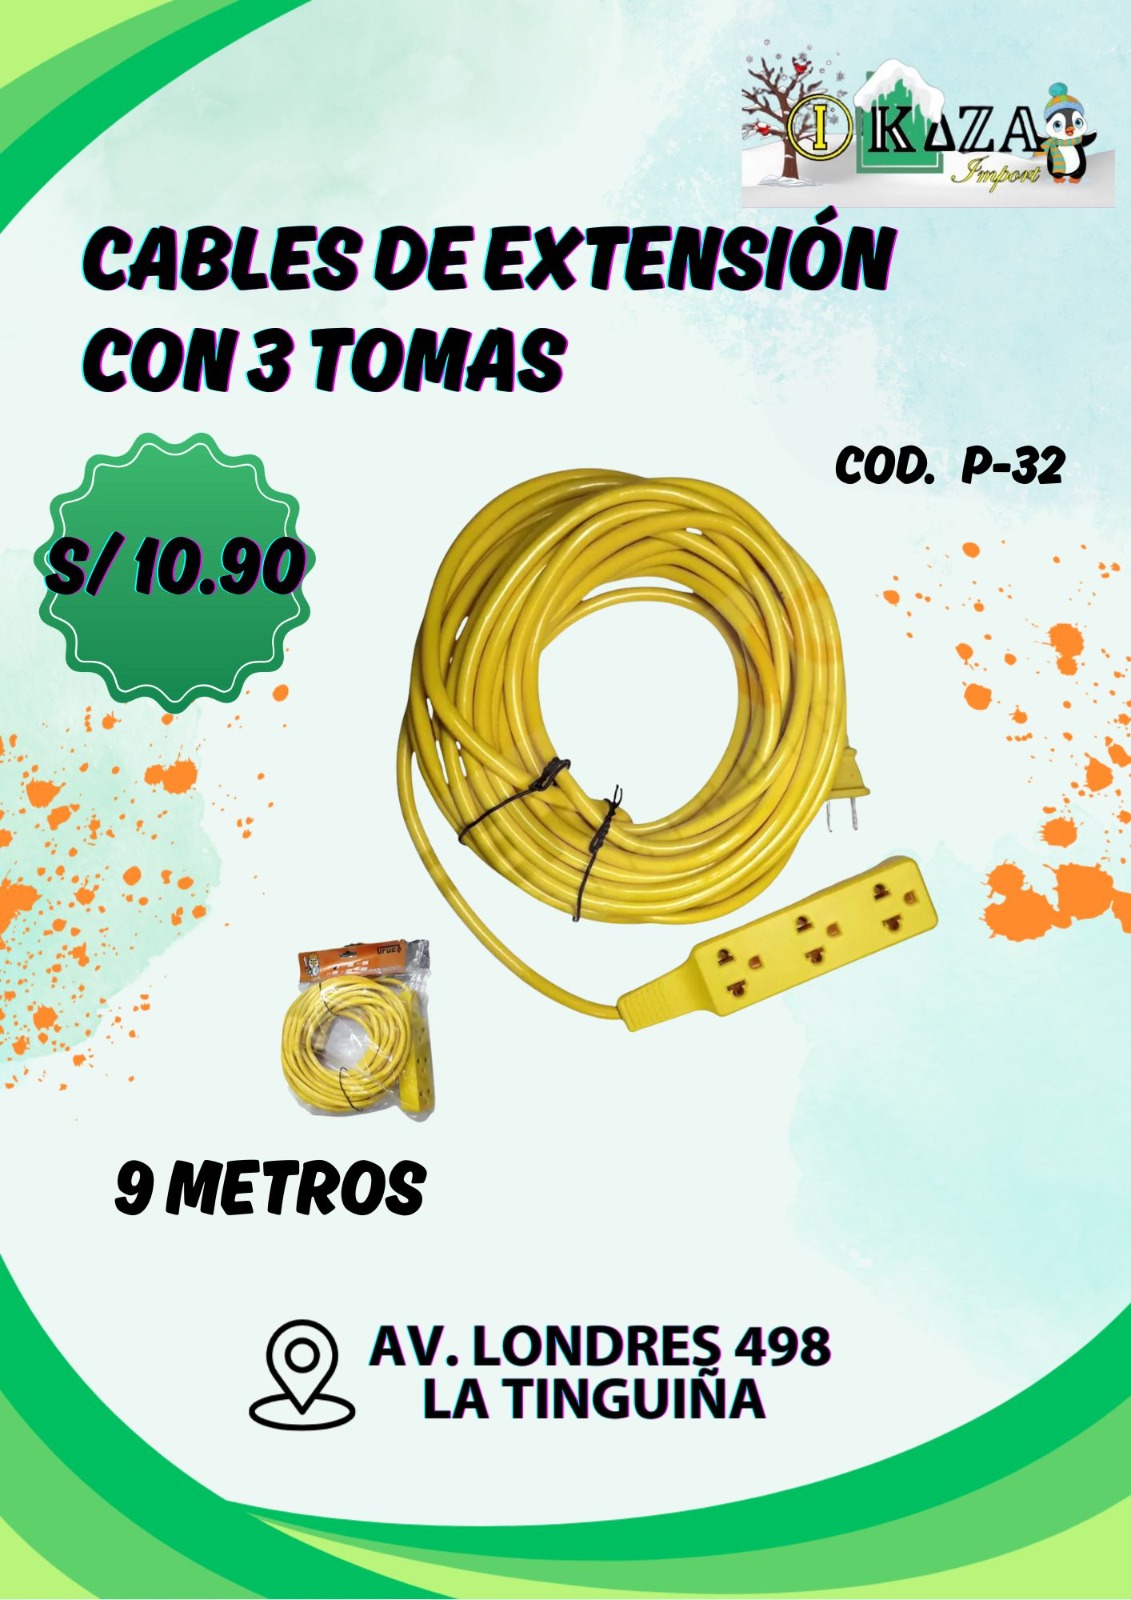 I KAZA
Import
CABLES DE EXTENSIÓN
CON 3 TOMAS
COD. P-32
S/ 10.90
9 METROS
AV. LONDRES 498
LA TINGUIÑA